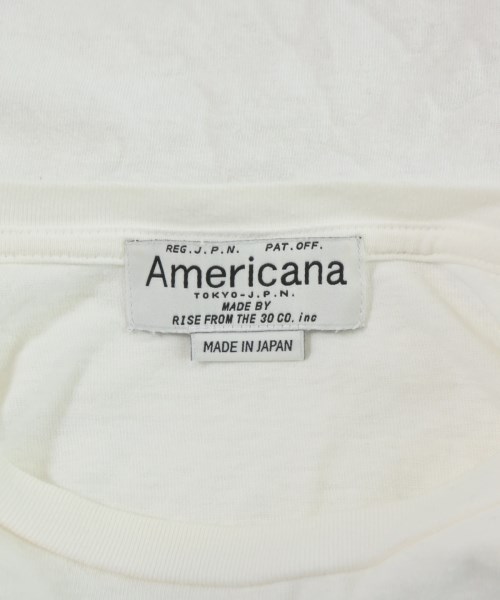 REG.J.P.N. PAT.OFF.
Americana
TOKYO-J.P.N.
MADE BY
RISE FROM THE 30 CO. inc
MADE IN JAPAN